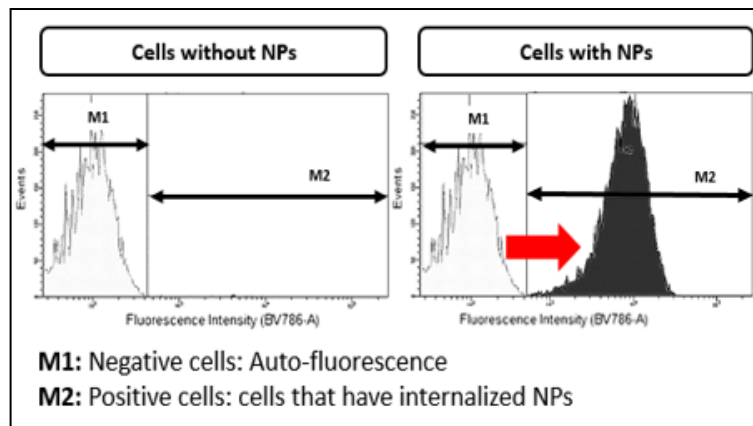 Cells without NPs
Cells with NPs
M1
M2
Events
Fluorescence Intensity (BV786-A)
M1
M2
Events
Fluorescence Intensity (BV786-A)
M1: Negative cells: Auto-fluorescence
M2: Positive cells: cells that have internalized NPs